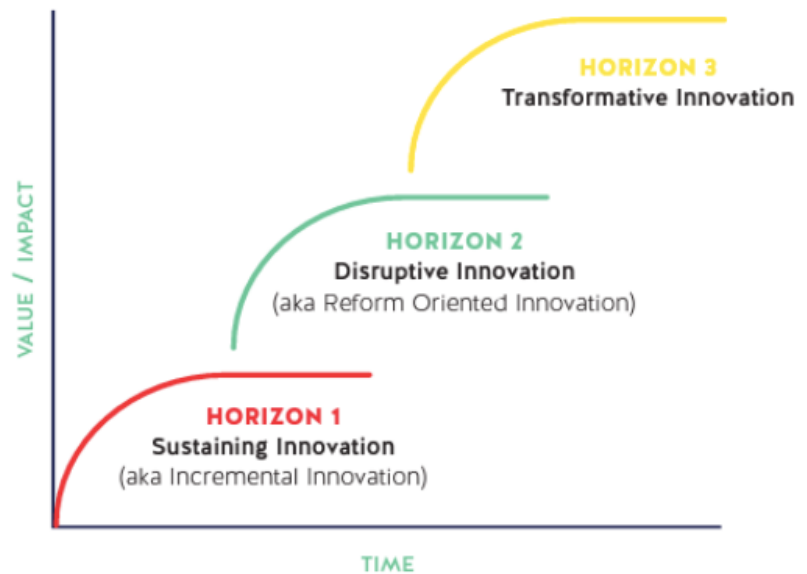 HORIZON 3
Transformative Innovation
HORIZON 2
Disruptive Innovation
(aka Reform Oriented Innovation)
HORIZON 1
Sustaining Innovation
(aka Incremental Innovation)
VALUE / IMPACT
TIME